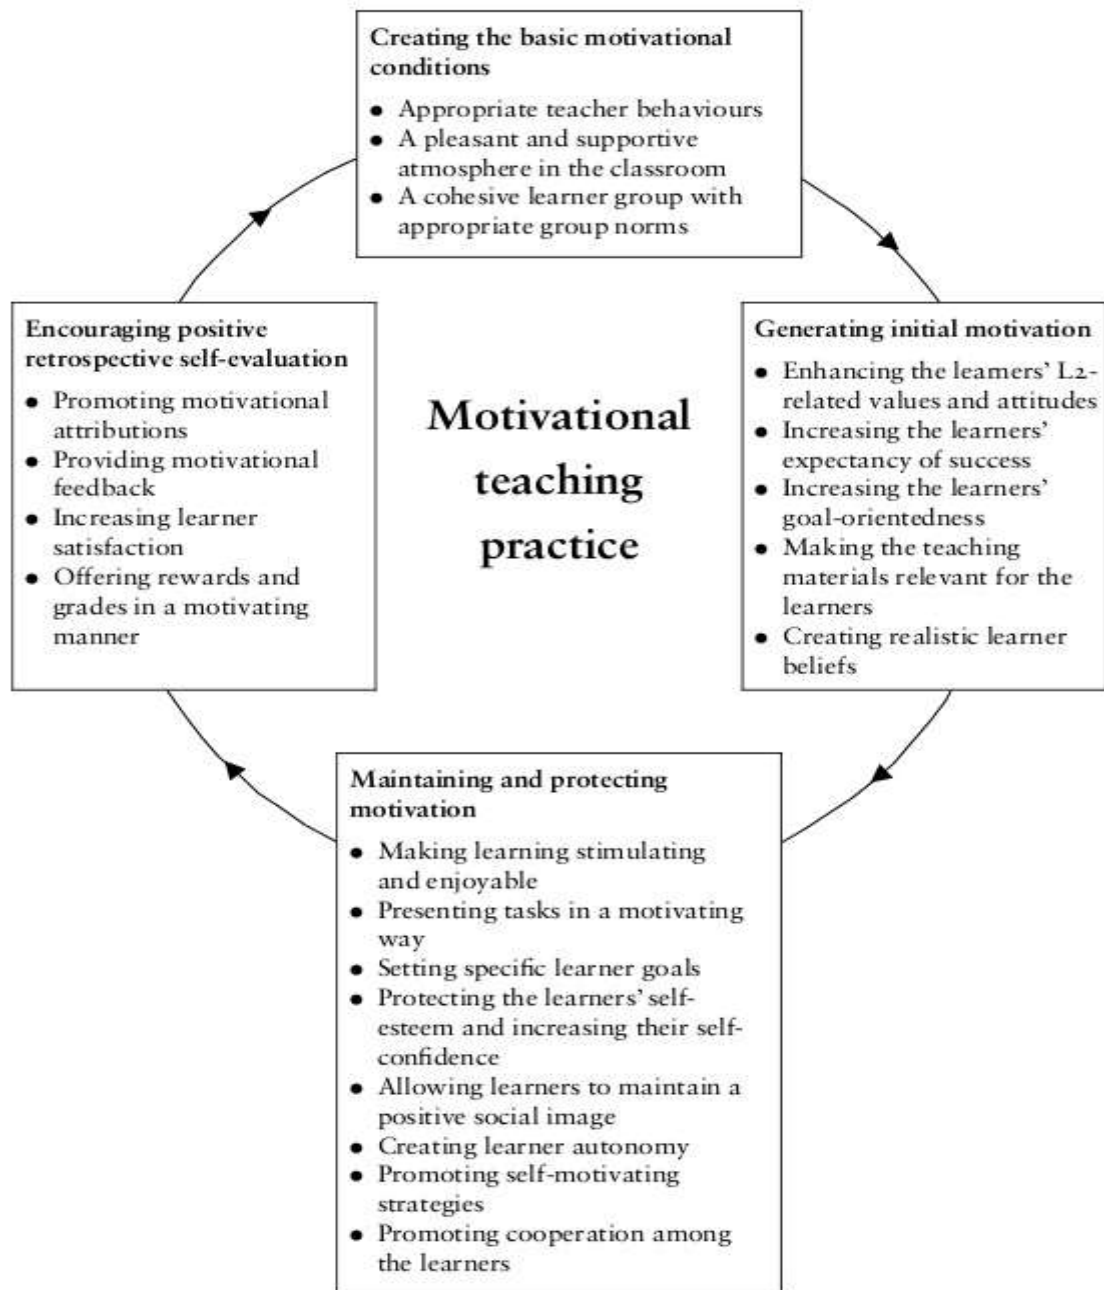 Creating the basic motivational
conditions
● Appropriate teacher behaviours
● A pleasant and supportive
atmosphere in the classroom
● A cohesive learner group with
appropriate group norms
Encouraging positive
retrospective self-evaluation
● Promoting motivational
attributions
● Providing motivational
feedback
● Increasing learner
satisfaction
● Offering rewards and
grades in a motivating
manner
Motivational
teaching
practice
Generating initial motivation
● Enhancing the learners' L2-
related values and attitudes
● Increasing the learners'
expectancy of success
● Increasing the learners'
goal-orientedness
● Making the teaching
materials relevant for the
learners
● Creating realistic learner
beliefs
Maintaining and protecting
motivation
● Making learning stimulating
and enjoyable
● Presenting tasks in a motivating
way
● Setting specific learner goals
● Protecting the learners' self-
esteem and increasing their self-
confidence
● Allowing learners to maintain a
positive social image
● Creating learner autonomy
● Promoting self-motivating
strategies
● Promoting cooperation among
the learners